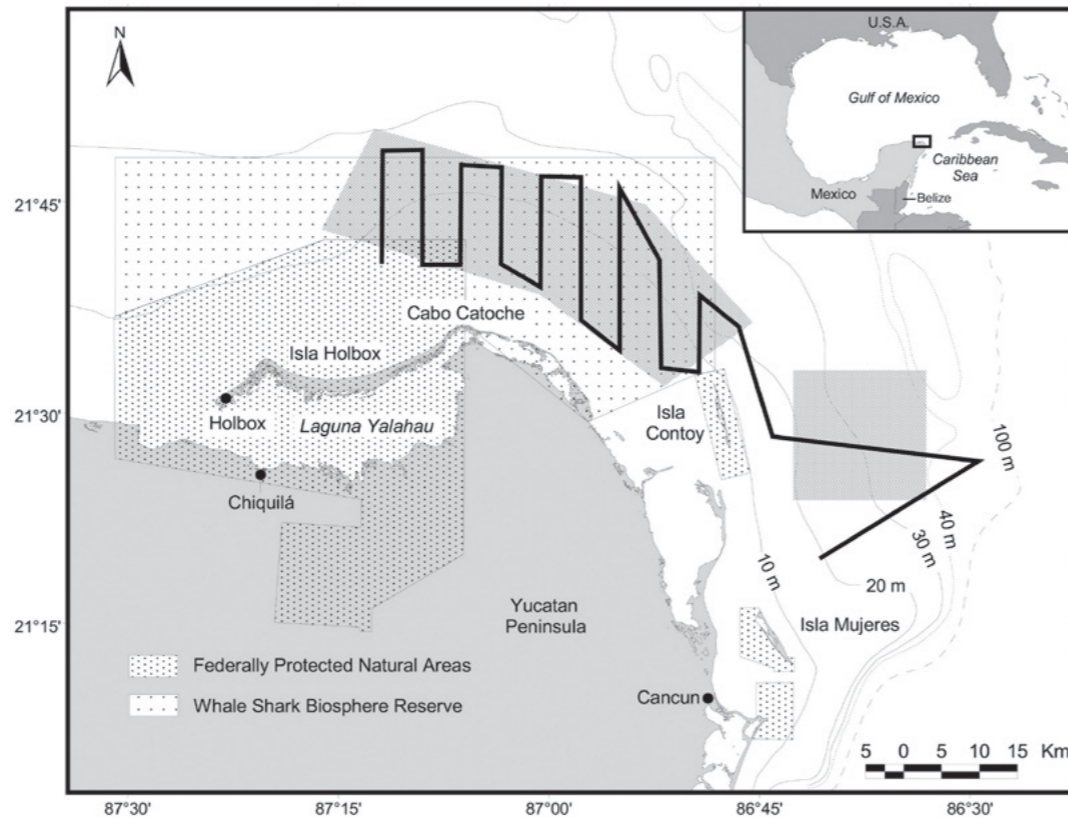 N
U.S.A.
Gulf of Mexico
Caribbean
Sea
Mexico
Belize
21°45'
21°30'
21°15'
Cabo Catoche
Isla Holbox
Holbox
Laguna Yalahau
Chiquilá
Isla
Contoy
100 m
40 m
30 m
10 m
20 m
Yucatan
Peninsula
Isla Mujeres
Cancun
Federally Protected Natural Areas
Whale Shark Biosphere Reserve
5 0 5 10 15 Km
87°30'
87°15'
87°00'
86°45'
86°30'